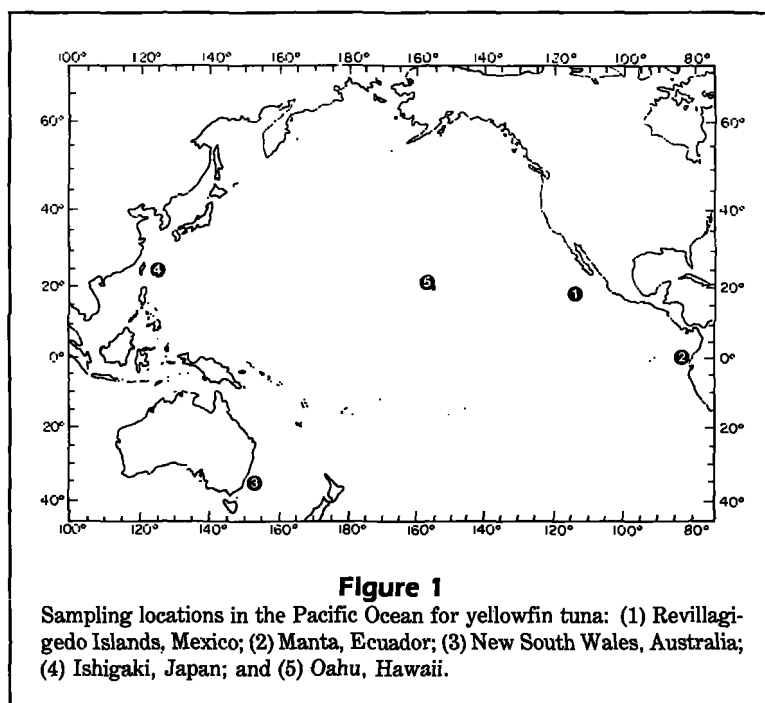 100° 120° 140° 160° 180° 160° 140° 120° 100° 80°
60° 60°
40° 40°
4
20° 5 1 20°
0° 2 0°
20° 20°
3
40° 40°
100° 120° 140° 160° 180° 160° 140° 120° 100° 80°
Figure 1
Sampling locations in the Pacific Ocean for yellowfin tuna: (1) Revillagi-
gedo Islands, Mexico; (2) Manta, Ecuador; (3) New South Wales, Australia;
(4) Ishigaki, Japan; and (5) Oahu, Hawaii.